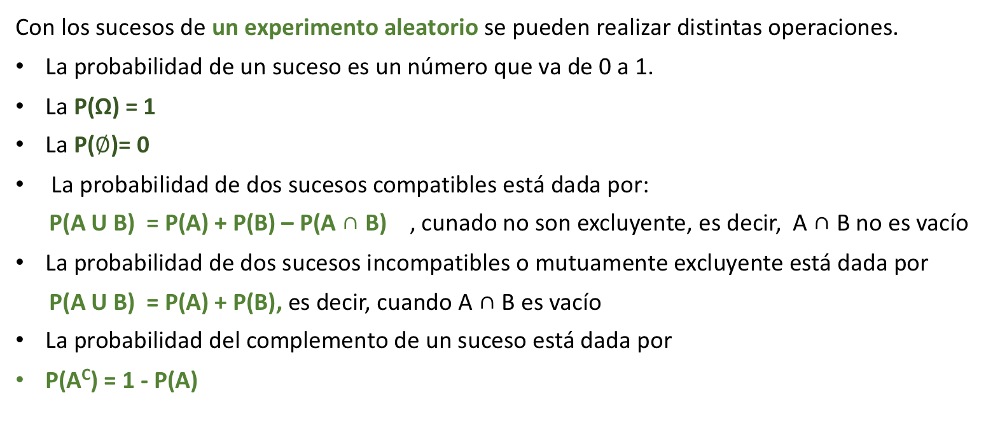 Con los sucesos de un experimento aleatorio se pueden realizar distintas operaciones.
• La probabilidad de un suceso es un número que va de 0 a 1.
• La P(Ω) = 1
• La P(∅)= 0
• La probabilidad de dos sucesos compatibles está dada por:
P(A U B) = P(A) + P(B) – P(A ∩ B) , cunado no son excluyente, es decir, A ∩ B no es vacío
• La probabilidad de dos sucesos incompatibles o mutuamente excluyente está dada por
P(A U B) = P(A) + P(B), es decir, cuando A ∩ B es vacío
• La probabilidad del complemento de un suceso está dada por
• P(Aᶜ) = 1 - P(A)